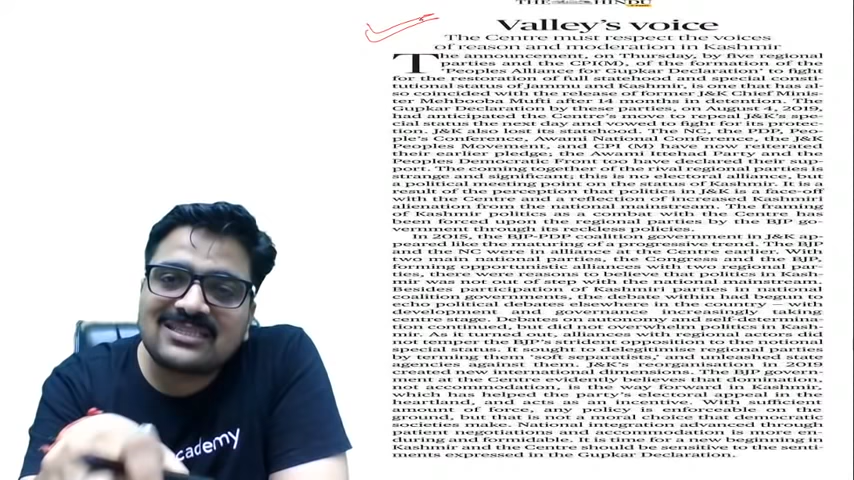 THE HINDU
Valley's voice
The Centre must respect the voices
of reason and moderation in Kashmir
The announcement, on Thursday, by five regional
parties and the CPI(M), of the formation of the
'Peoples Alliance for Gupkar Declaration' to fight
for the restoration of full statehood and special consti-
tutional status of Jammu and Kashmir, is one that has al-
so coincided with the release of former J&K Chief Minis-
ter Mehbooba Mufti after 14 months in detention. The
Gupkar Declaration by these parties, on August 4, 2019,
had anticipated the Centre's move to repeal J&K's spe-
cial status the next day and vowed to fight for its protec-
tion. J&K also lost its statehood. The NC, the PDP, Peo-
ple's Conference, Awami National Conference, the J&K
Peoples Movement, and CPI (M) have now reiterated
their earlier pledge; the Awami Ittehad Party and the
Peoples Democratic Front too have declared their sup-
port. The coming together of the rival regional parties is
strange and significant; this is no electoral alliance, but
a political meeting point on the status of Kashmir. It is a
result of the perception that politics in J&K is a face-off
with the Centre and a reflection of increased Kashmiri
alienation from the national mainstream. The framing
of Kashmir politics as a combat with the Centre has
been forced upon the regional parties by the BJP go-
vernment through its reckless policies.
In 2015, the BJP-PDP coalition government in J&K ap-
peared like the maturing of a progressive trend. The BJP
and the NC were in alliance at the Centre earlier. With
two main national parties, the Congress and the BJP,
forming opportunistic alliances with two regional par-
ties, there were reasons to believe that politics in Kash-
mir was not out of step with the national mainstream.
Besides participation of Kashmiri parties in national
coalition governments, the debate within had begun to
echo political debates elsewhere in the country — with
development and governance increasingly taking
centre stage. Debates on autonomy and self-determina-
tion continued, but did not overwhelm politics in Kash-
mir. As it turned out, alliances with regional actors did
not temper the BJP's strident opposition to the notional
special status. It sought to delegitimise regional parties
by terming them 'soft separatists,' and unleashed state
agencies against them. J&K's reorganisation in 2019
created new international dimensions. The BJP govern-
ment at the Centre evidently believes that domination,
not accommodation, is the way forward in Kashmir,
which has helped the party's electoral appeal in the
heartland, and acts as an incentive. With sufficient
amount of force, any policy is enforceable on the
ground, but that is not a moral choice that democratic
societies make. National integration advanced through
patient negotiations and accommodation is more en-
during and formidable. It is time for a new beginning in
Kashmir and the Centre should be sensitive to the senti-
ments expressed in the Gupkar Declaration.
academy